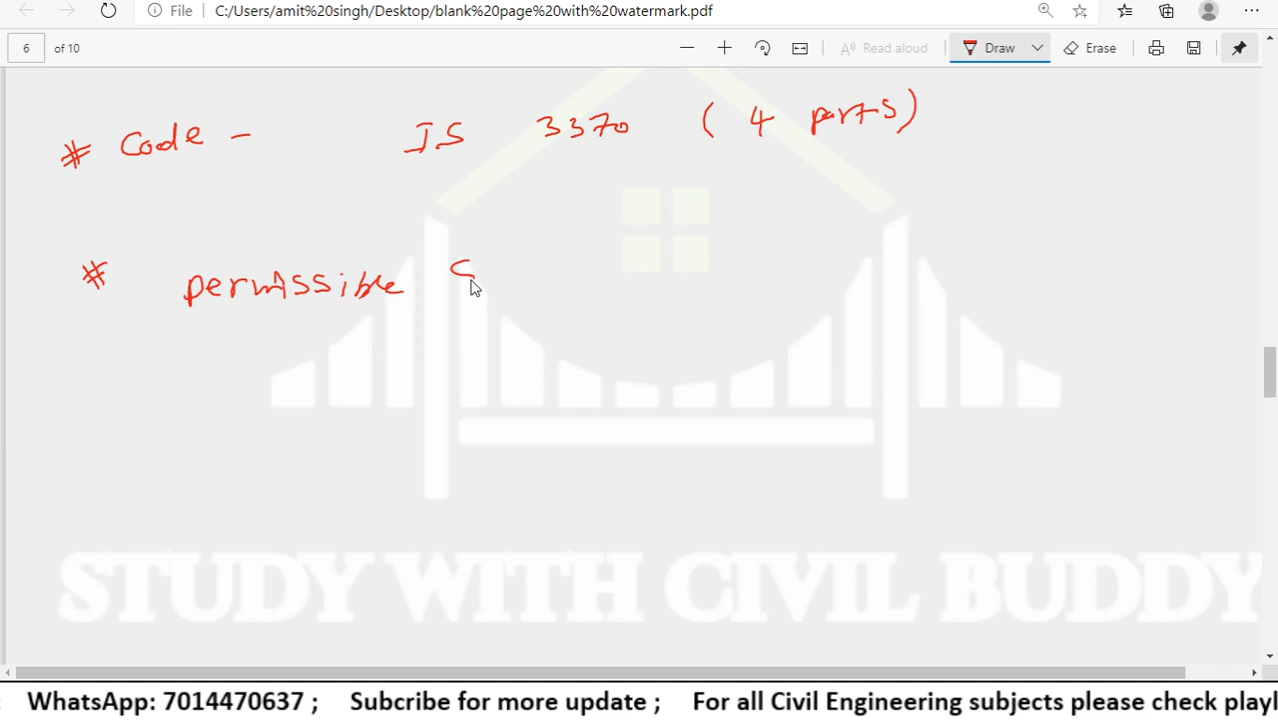 File C:/Users/amit%20singh/Desktop/blank%20page%20with%20watermark.pdf
6 of 10 Read aloud Draw Erase
# Code - IS 3370 ( 4 parts)
# permissible S
STUDY WITH CIVIL BUDDY
WhatsApp: 7014470637 ; Subcribe for more update ; For all Civil Engineering subjects please check playl